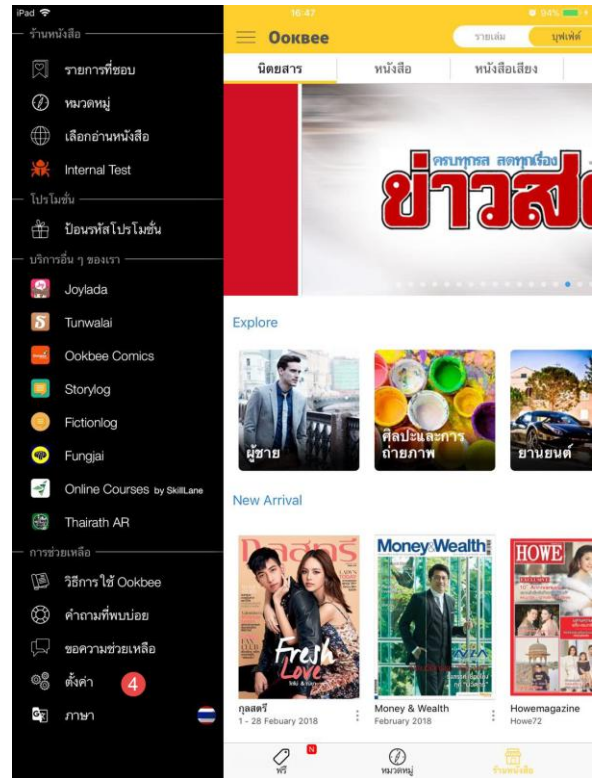 iPad
16:47
94%
ร้านหนังสือ
รายการที่ชอบ
หมวดหมู่
เลือกอ่านหนังสือ
Internal Test
โปรโมชั่น
ป้อนรหัสโปรโมชั่น
บริการอื่น ๆ ของเรา
Joylada
Tunwalai
Ookbee Comics
Storylog
Fictionlog
Fungjai
Online Courses by SkillLane
Thairath AR
การช่วยเหลือ
วิธีการใช้ Ookbee
คำถามที่พบบ่อย
ขอความช่วยเหลือ
ตั้งค่า 4
ภาษา
OOKBEE
รายเล่ม บุฟเฟ่ต์
นิตยสาร หนังสือ หนังสือเสียง
ครบทุกรส สดทุกเรื่อง
Explore
ผู้ชาย
ศิลปะและการ
ถ่ายภาพ
ยานยนต์
New Arrival
กุลสตรี
Fresh
Love
Money&Wealth
HOWE
กุลสตรี
1 - 28 Febuary 2018
Money & Wealth
February 2018
Howemagazine
Howe72
N
ฟรี หมวดหมู่ ร้านหนังสือ